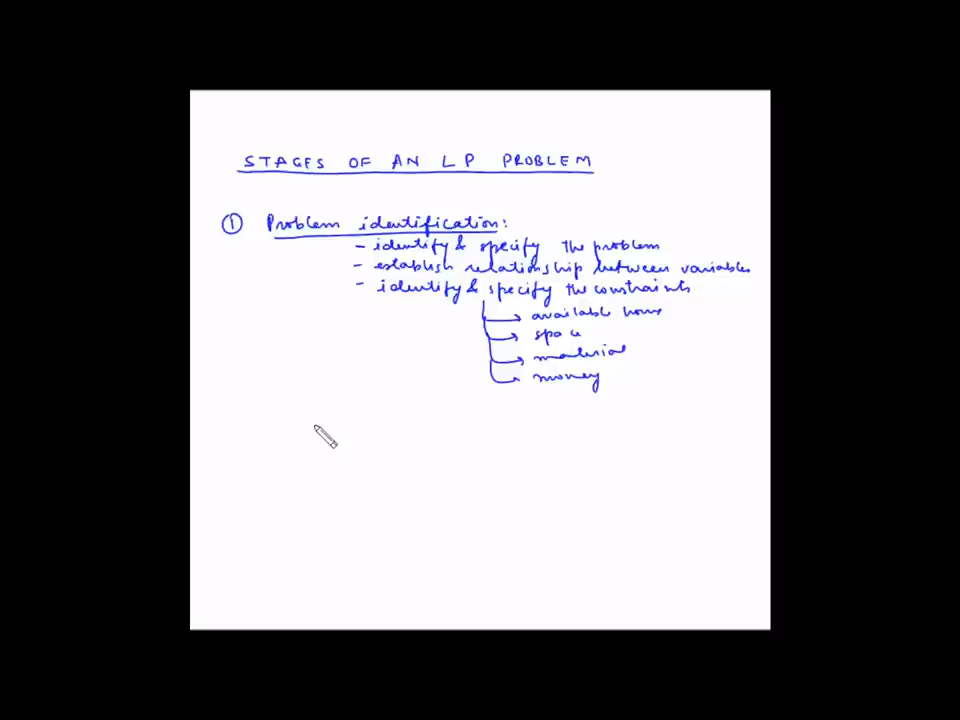 STAGES OF AN LP PROBLEM
① Problem identification:
- identify & specify the problem
- establish relationship between variables
- identify & specify the constraints
→ available hours
→ space
→ material
→ money